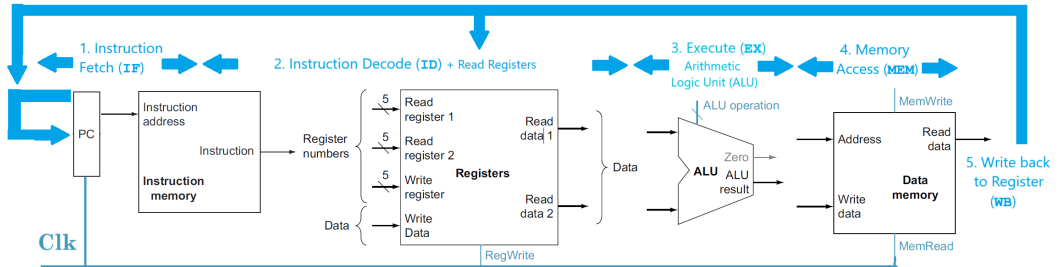 1. Instruction
Fetch (IF)
2. Instruction Decode (ID) + Read Registers
3. Execute (EX)
Arithmetic
Logic Unit (ALU)
4. Memory
Access (MEM)
5. Write back
to Register
(WB)
PC
Instruction
address
Instruction
Instruction
memory
Register
numbers
Data
5
5
5
Read
register 1
Read
register 2
Write
register
Write
Data
Registers
Read
data 1
Read
data 2
RegWrite
Data
ALU operation
Zero
ALU
ALU
result
MemWrite
Address
Read
data
Data
memory
Write
data
MemRead
Clk